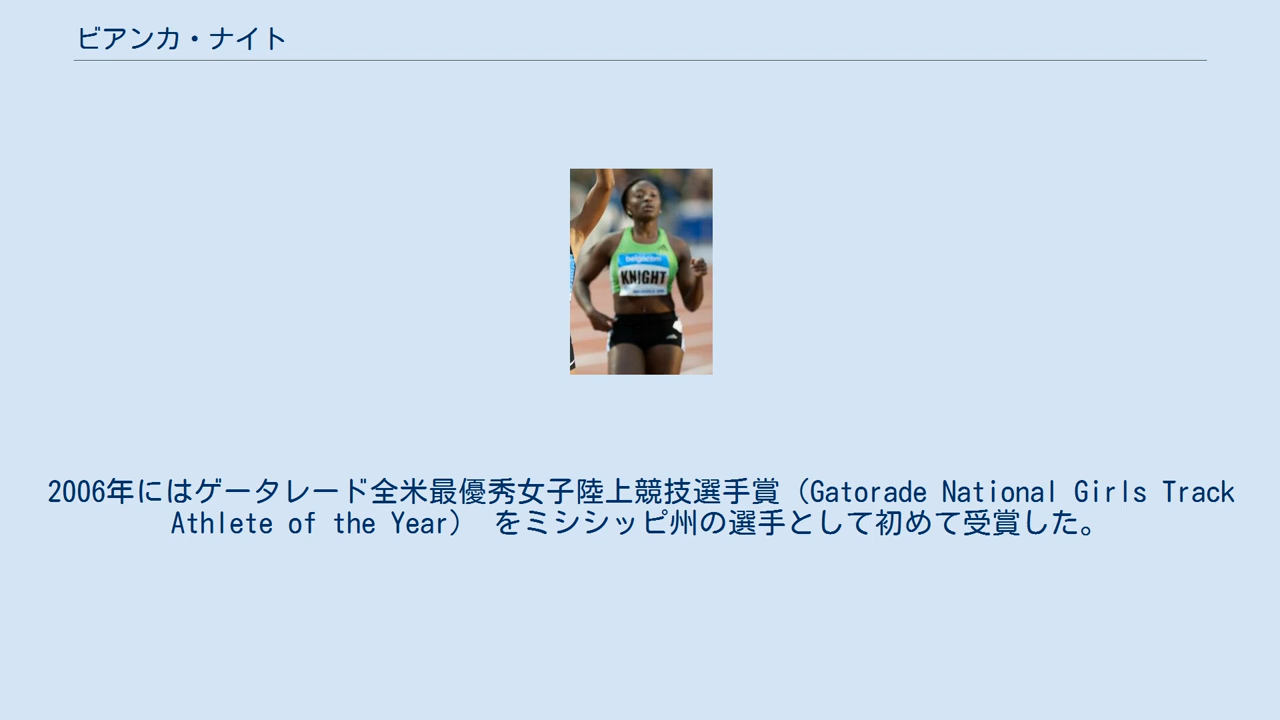 ビアンカ・ナイト
belgacom
KNIGHT
2006年にはゲータレード全米最優秀女子陸上競技選手賞（Gatorade National Girls Track
Athlete of the Year） をミシシッピ州の選手として初めて受賞した。